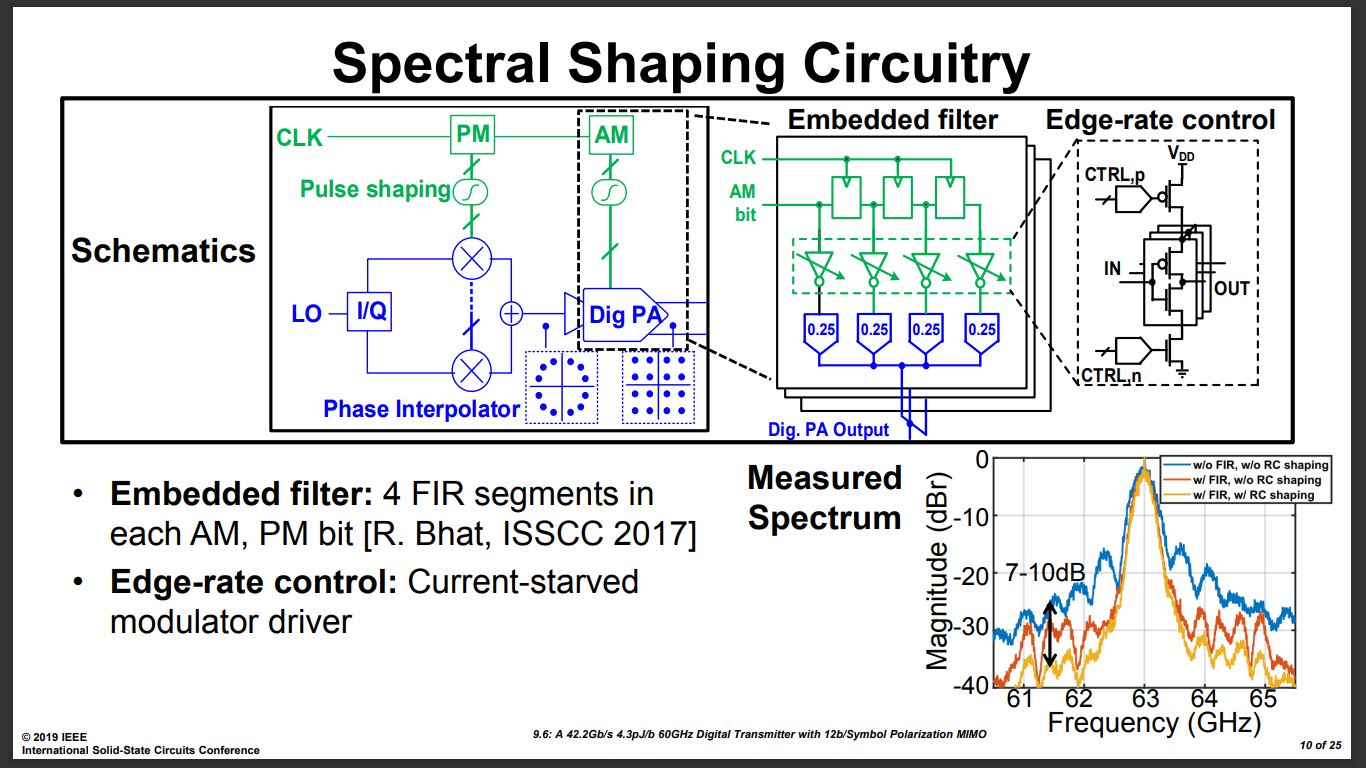 Spectral Shaping Circuitry
Schematics
CLK
PM
AM
Pulse shaping
LO
I/Q
Dig PA
Phase Interpolator
Embedded filter
CLK
AM
bit
0.25
0.25
0.25
0.25
Dig. PA Output
Edge-rate control
VDD
CTRL,p
IN
OUT
CTRL,n
• Embedded filter: 4 FIR segments in
each AM, PM bit [R. Bhat, ISSCC 2017]
• Edge-rate control: Current-starved
modulator driver
Measured
Spectrum
Magnitude (dBr)
0
-10
-20
-30
-40
7-10dB
w/o FIR, w/o RC shaping
w/ FIR, w/o RC shaping
w/ FIR, w/ RC shaping
61 62 63 64 65
Frequency (GHz)
© 2019 IEEE
International Solid-State Circuits Conference
9.6: A 42.2Gb/s 4.3pJ/b 60GHz Digital Transmitter with 12b/Symbol Polarization MIMO
10 of 25